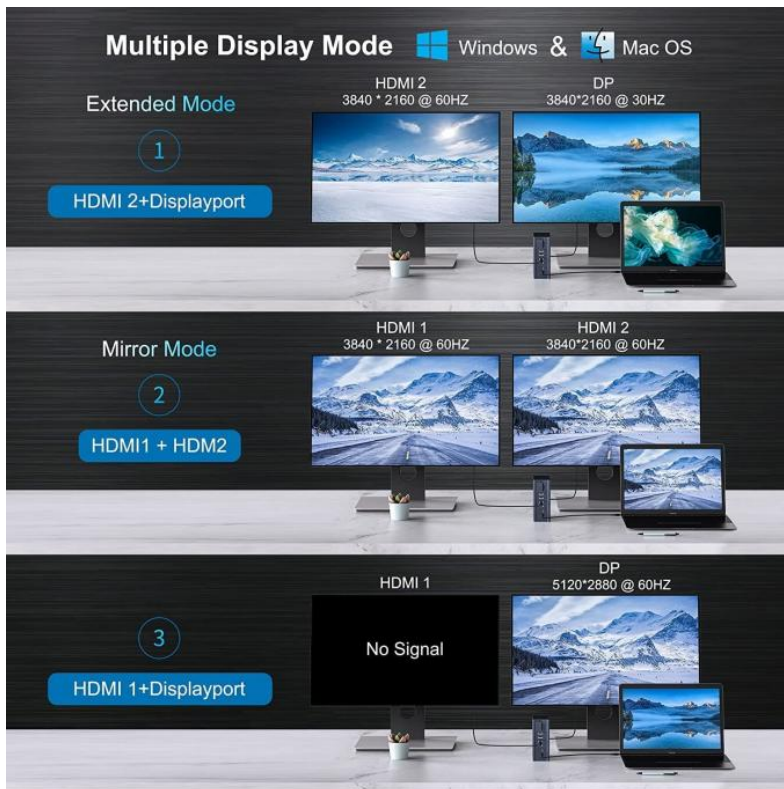 Multiple Display Mode Windows & Mac OS
Extended Mode
1
HDMI 2+Displayport
HDMI 2
3840 * 2160 @ 60HZ
DP
3840*2160 @ 30HZ
Mirror Mode
2
HDMI1 + HDM2
HDMI 1
3840 * 2160 @ 60HZ
HDMI 2
3840*2160 @ 60HZ
3
HDMI 1+Displayport
HDMI 1
No Signal
DP
5120*2880 @ 60HZ